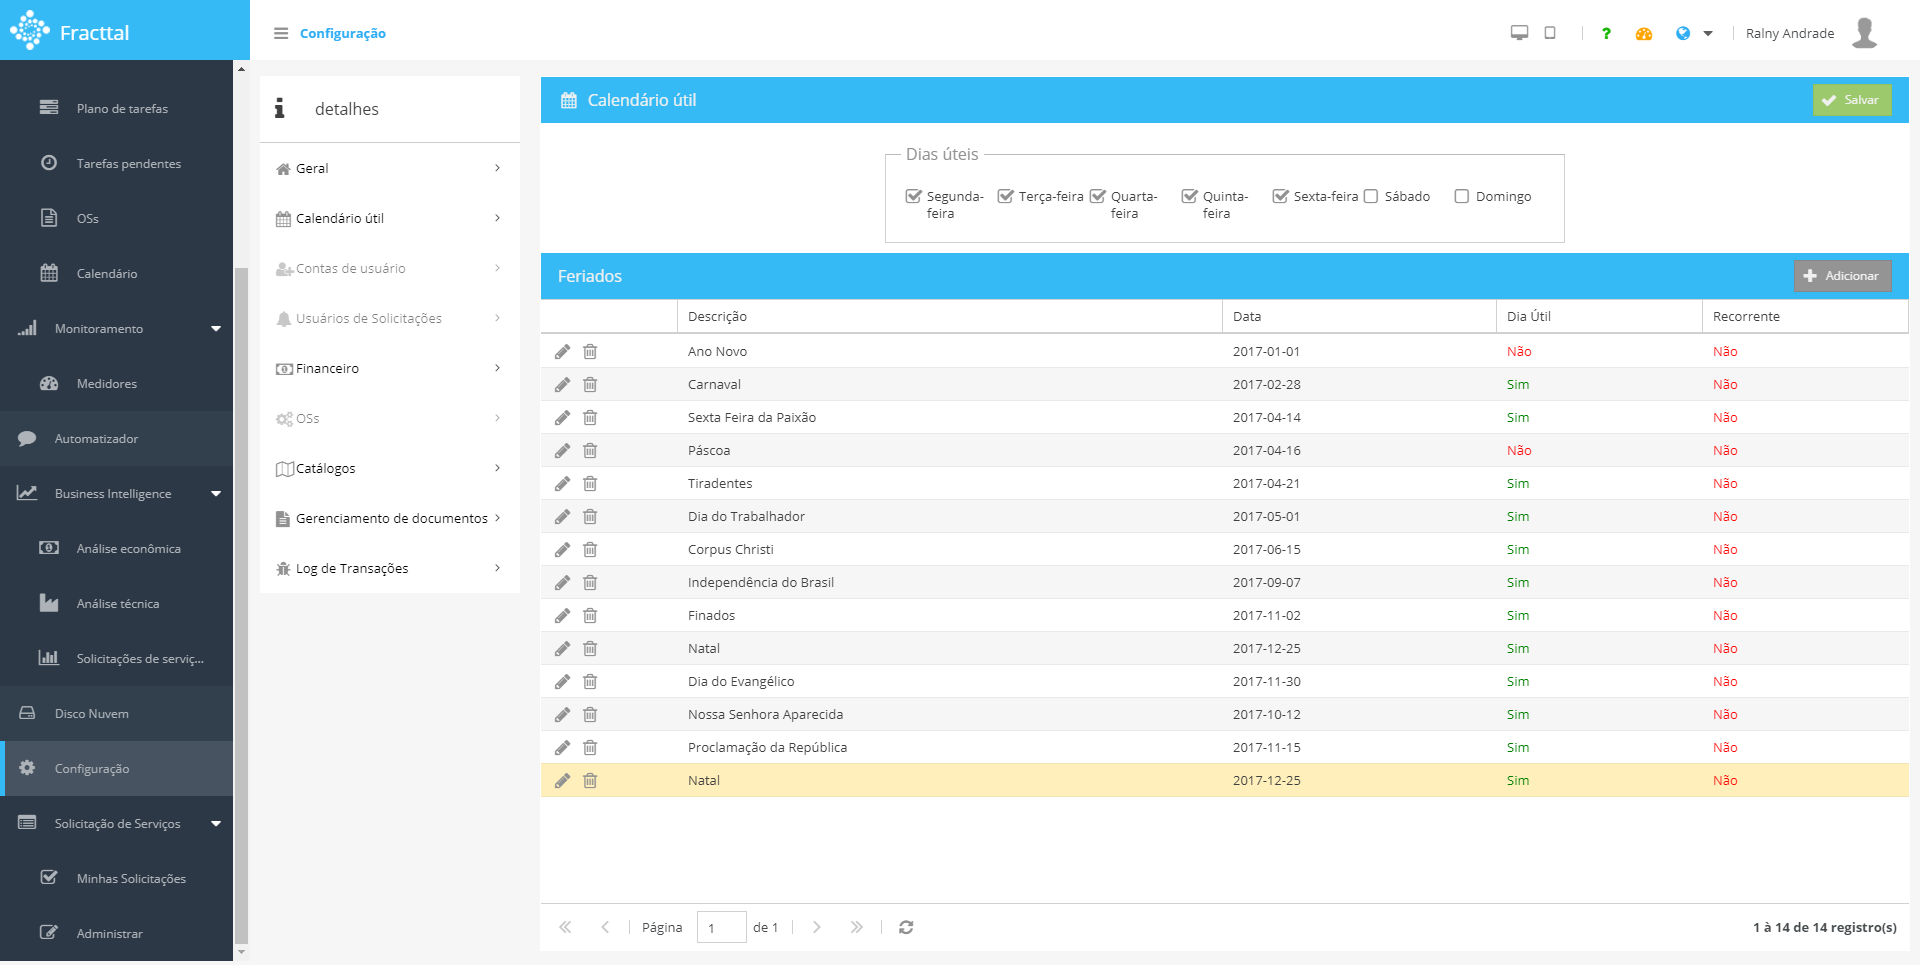 Fracttal
Configuração
?
Ralny Andrade
Plano de tarefas
Tarefas pendentes
OSs
Calendário
Monitoramento
Medidores
Automatizador
Business Intelligence
Análise econômica
Análise técnica
Solicitações de serviç...
Disco Nuvem
Configuração
Solicitação de Serviços
Minhas Solicitações
Administrar
detalhes
Geral
Calendário útil
Contas de usuário
Usuários de Solicitações
Financeiro
OSs
Catálogos
Gerenciamento de documentos
Log de Transações
Calendário útil
Salvar
Dias úteis
Segunda-feira Terça-feira Quarta-feira Quinta-feira Sexta-feira Sábado Domingo
Feriados
Adicionar
Descrição Data Dia Útil Recorrente
Ano Novo 2017-01-01 Não Não
Carnaval 2017-02-28 Sim Não
Sexta Feira da Paixão 2017-04-14 Sim Não
Páscoa 2017-04-16 Não Não
Tiradentes 2017-04-21 Sim Não
Dia do Trabalhador 2017-05-01 Sim Não
Corpus Christi 2017-06-15 Sim Não
Independência do Brasil 2017-09-07 Sim Não
Finados 2017-11-02 Sim Não
Natal 2017-12-25 Sim Não
Dia do Evangélico 2017-11-30 Sim Não
Nossa Senhora Aparecida 2017-10-12 Sim Não
Proclamação da República 2017-11-15 Sim Não
Natal 2017-12-25 Sim Não
Página 1 de 1
1 à 14 de 14 registro(s)